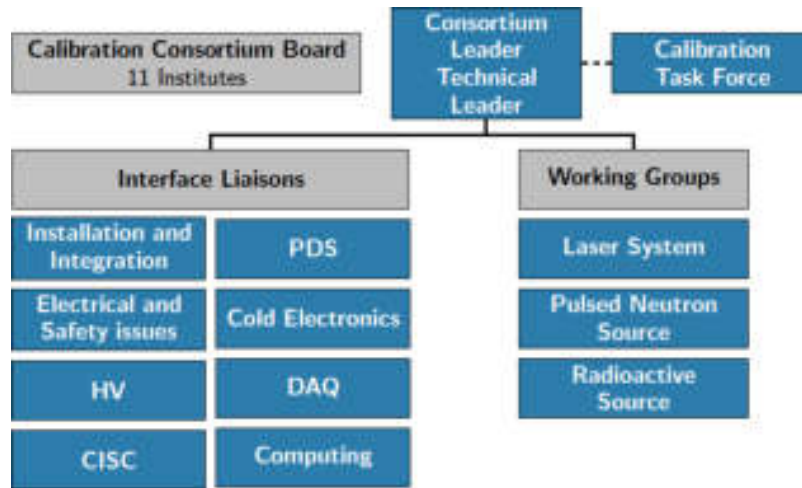 Calibration Consortium Board
11 Institutes
Consortium
Leader
Technical
Leader
Calibration
Task Force
Interface Liaisons
Working Groups
Installation and
Integration
PDS
Electrical and
Safety issues
Cold Electronics
HV
DAQ
CISC
Computing
Laser System
Pulsed Neutron
Source
Radioactive
Source